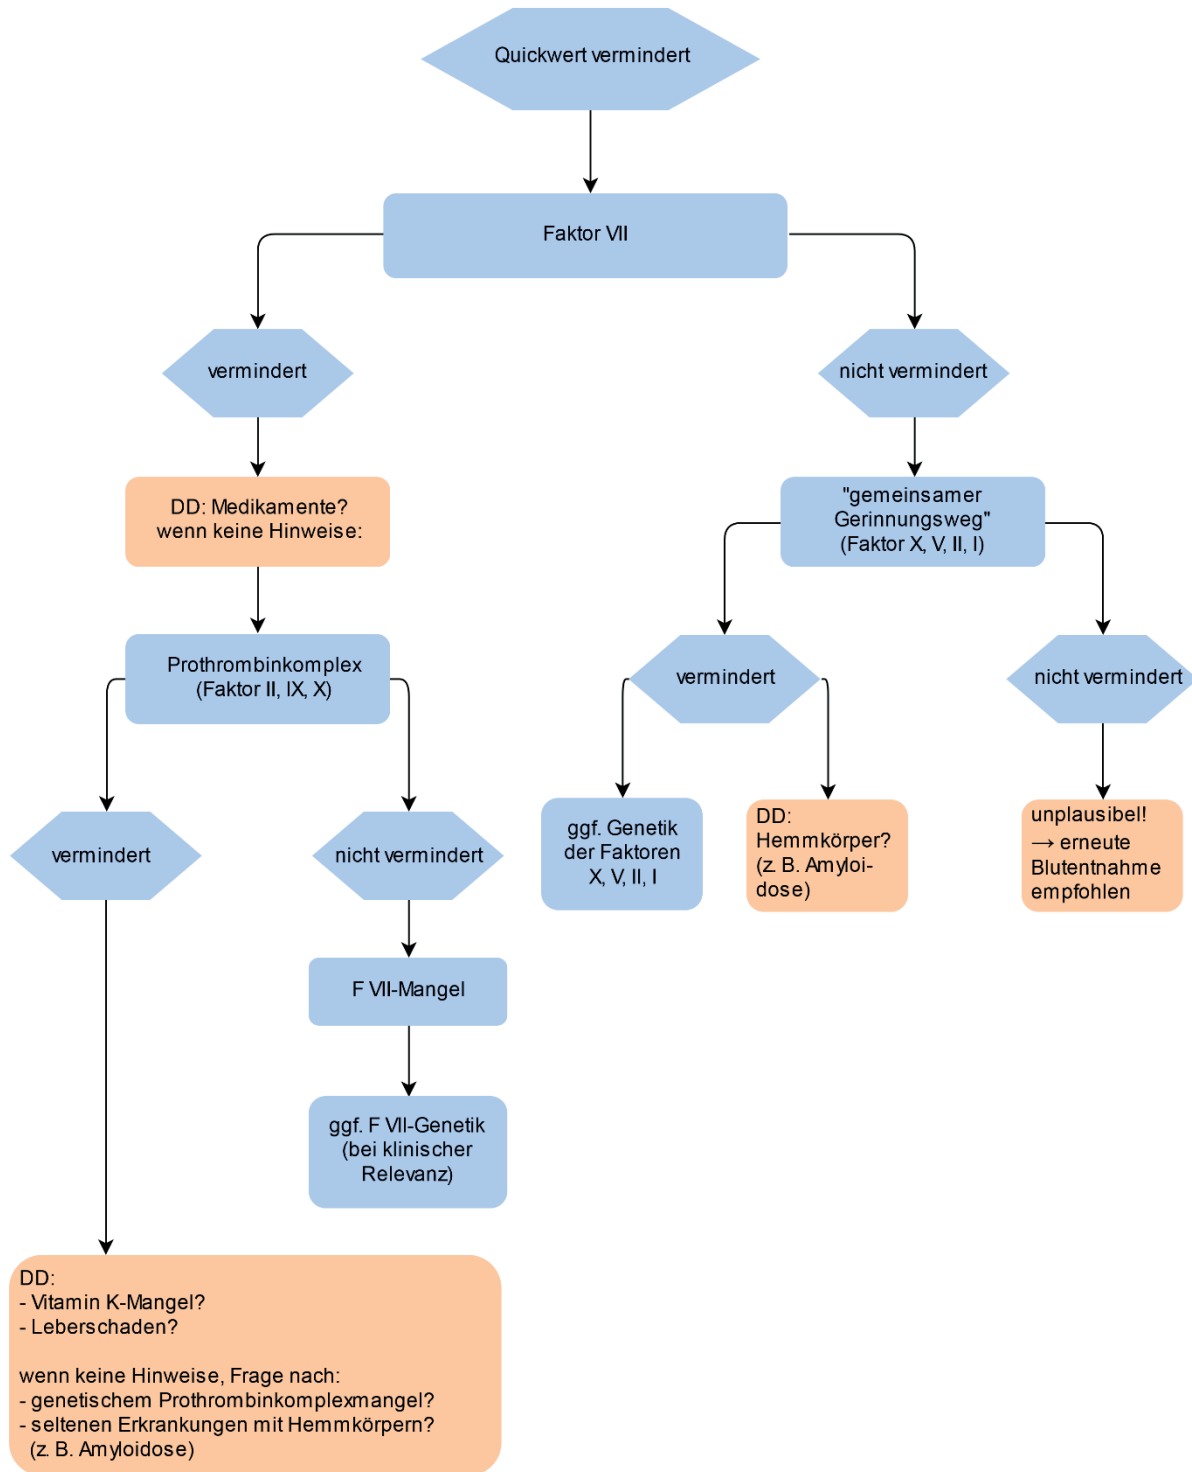 Quickwert vermindert
Faktor VII
vermindert
nicht vermindert
DD: Medikamente?
wenn keine Hinweise:
"gemeinsamer
Gerinnungsweg"
(Faktor X, V, II, I)
Prothrombinkomplex
(Faktor II, IX, X)
vermindert
nicht vermindert
vermindert
nicht vermindert
ggf. Genetik
der Faktoren
X, V, II, I
DD:
Hemmkörper?
(z. B. Amyloi-
dose)
unplausibel!
→ erneute
Blutentnahme
empfohlen
F VII-Mangel
ggf. F VII-Genetik
(bei klinischer
Relevanz)
DD:
- Vitamin K-Mangel?
- Leberschaden?
wenn keine Hinweise, Frage nach:
- genetischem Prothrombinkomplexmangel?
- seltenen Erkrankungen mit Hemmkörpern?
(z. B. Amyloidose)